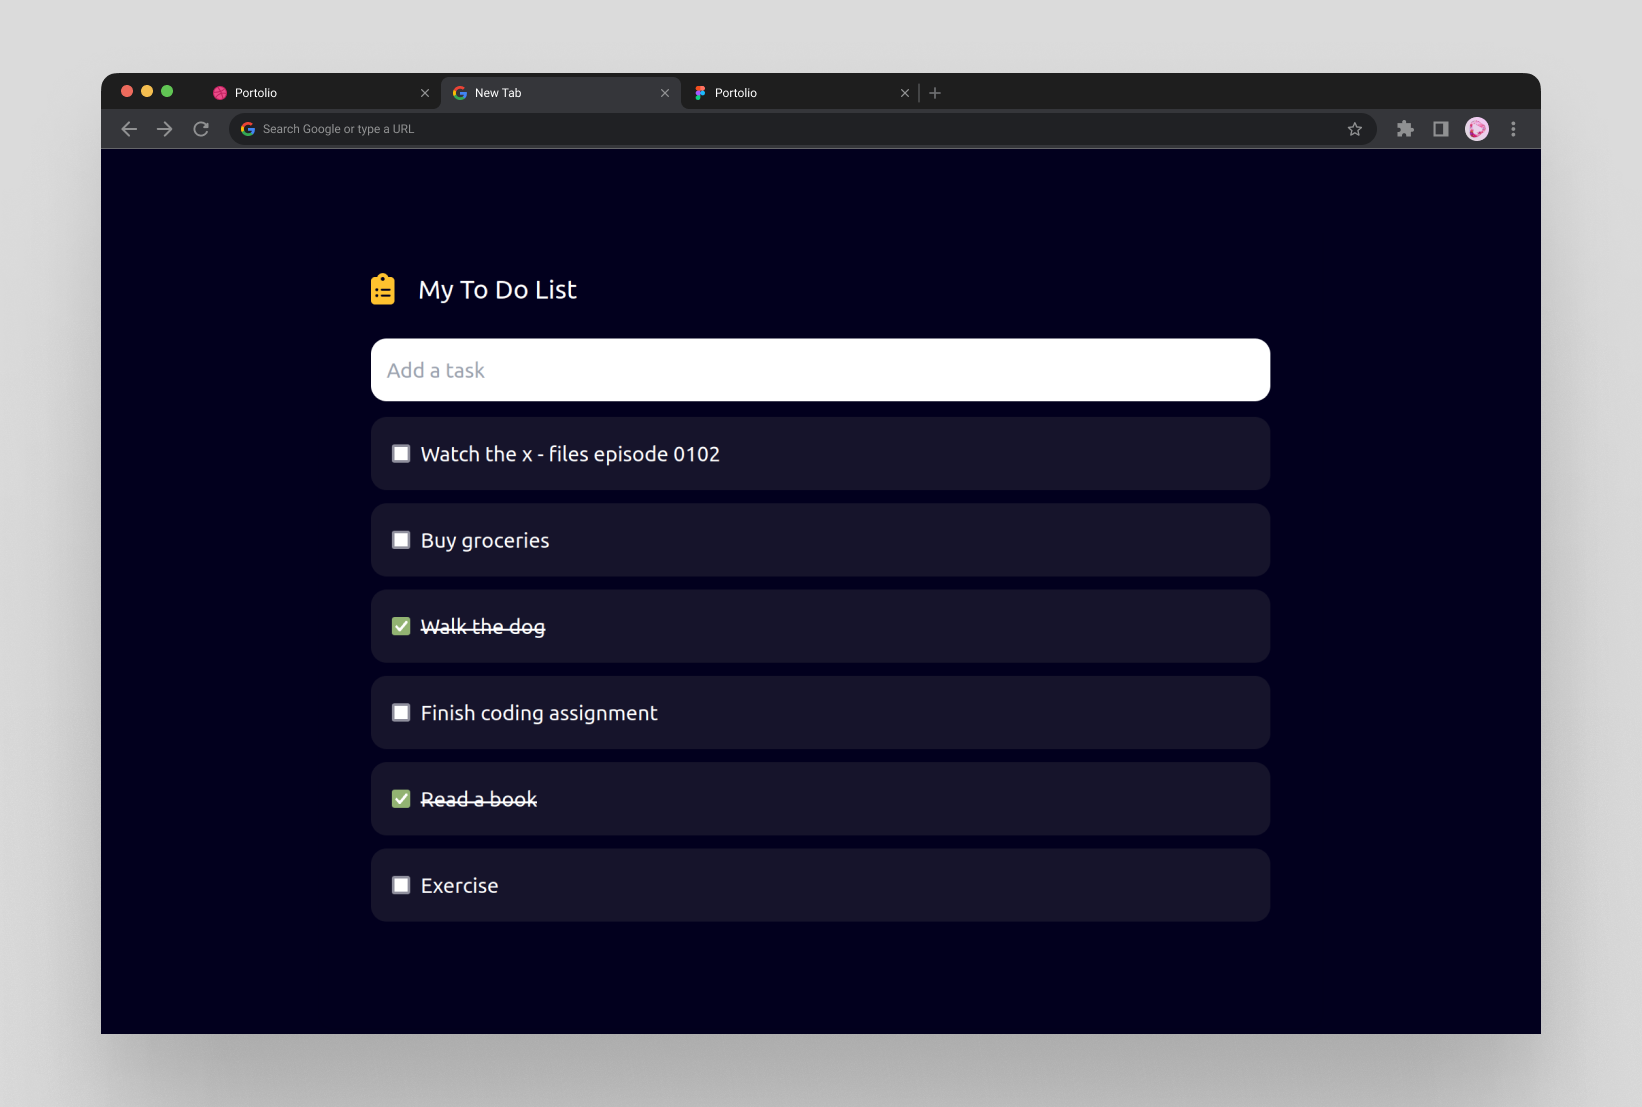 Portolio
New Tab
Portolio
Search Google or type a URL
My To Do List
Add a task
Watch the x - files episode 0102
Buy groceries
Walk the dog
Finish coding assignment
Read a book
Exercise